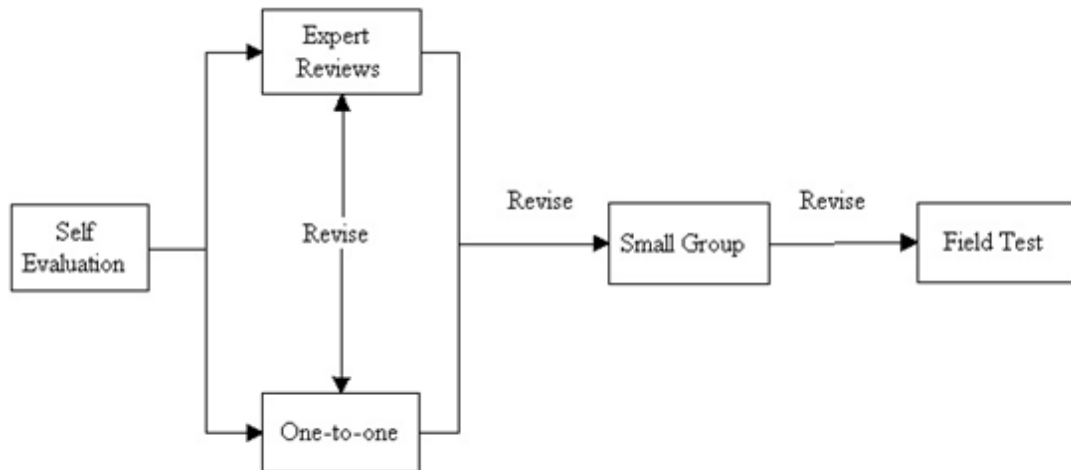 Expert
Reviews
Revise
Revise
Self
Evaluation
Revise
Small Group
Field Test
One-to-one